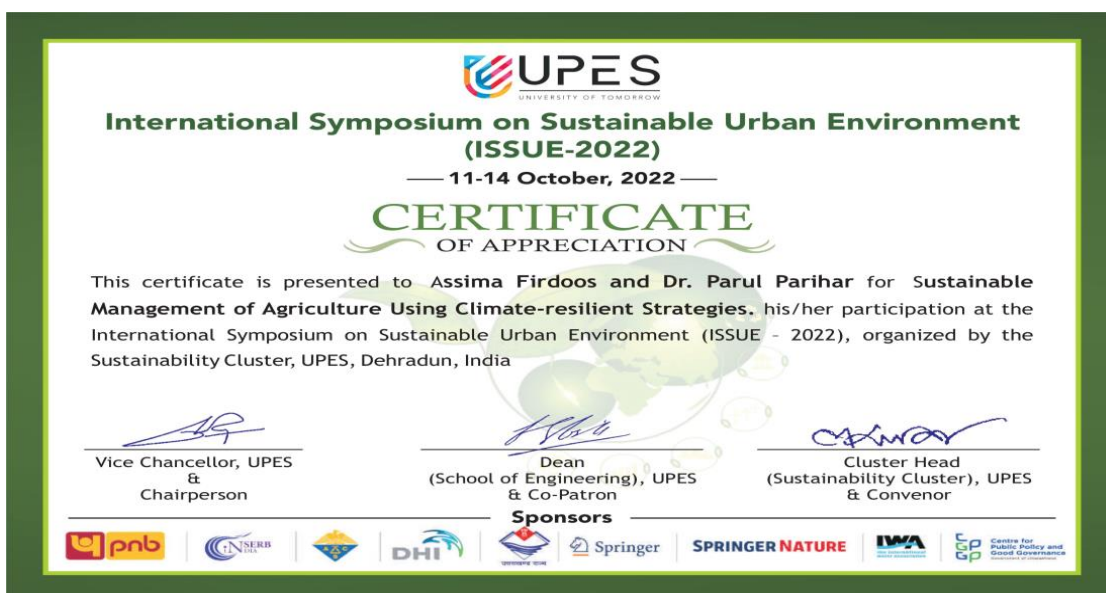 UPES
UNIVERSITY OF TOMORROW
International Symposium on Sustainable Urban Environment
(ISSUE-2022)
11-14 October, 2022
CERTIFICATE
OF APPRECIATION
This certificate is presented to Assima Firdoos and Dr. Parul Parihar for Sustainable
Management of Agriculture Using Climate-resilient Strategies. his/her participation at the
International Symposium on Sustainable Urban Environment (ISSUE - 2022), organized by the
Sustainability Cluster, UPES, Dehradun, India
Vice Chancellor, UPES
&
Chairperson
Dean
(School of Engineering), UPES
& Co-Patron
Cluster Head
(Sustainability Cluster), UPES
& Convenor
Sponsors
pnb
SERB
DHI
उत्तराखण्ड राज्य
Springer
SPRINGER NATURE
IWA
CPPGG
Centre for
Public Policy and
Good Governance